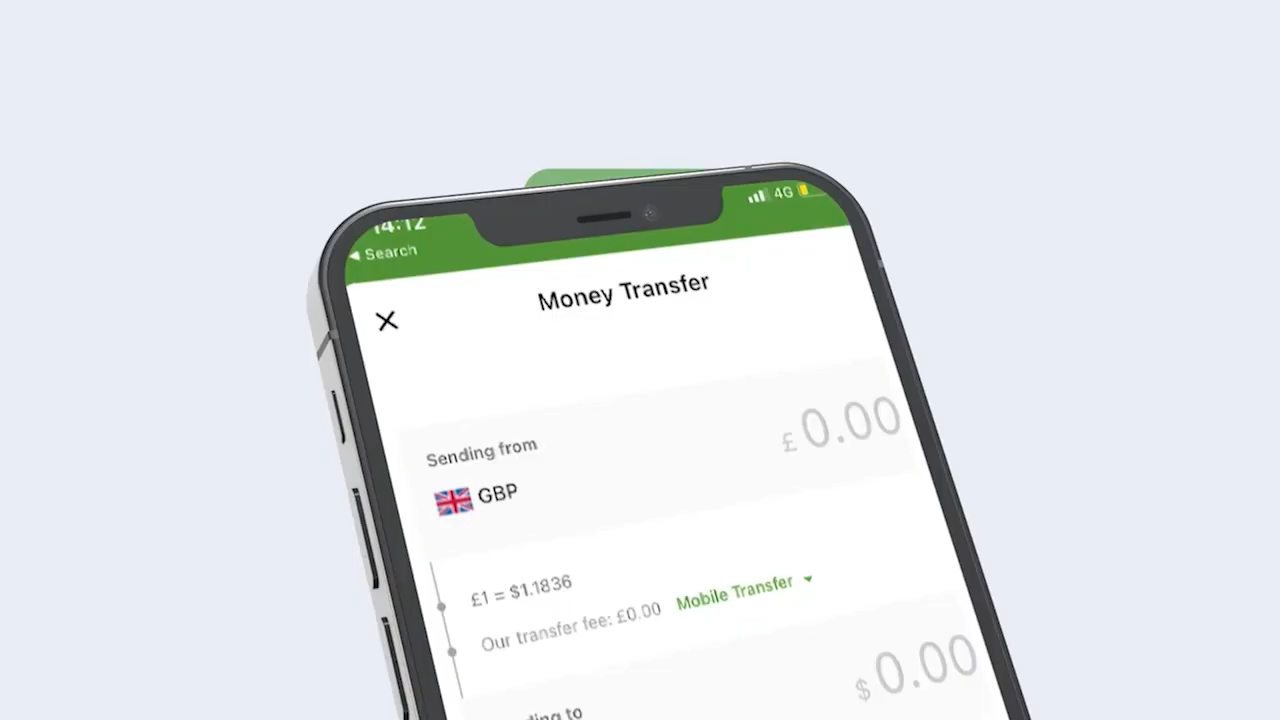 14:12
4G
Search
Money Transfer
Sending from
£ 0.00
GBP
£1 = $1.1836
Our transfer fee: £0.00 Mobile Transfer
$ 0.00
to